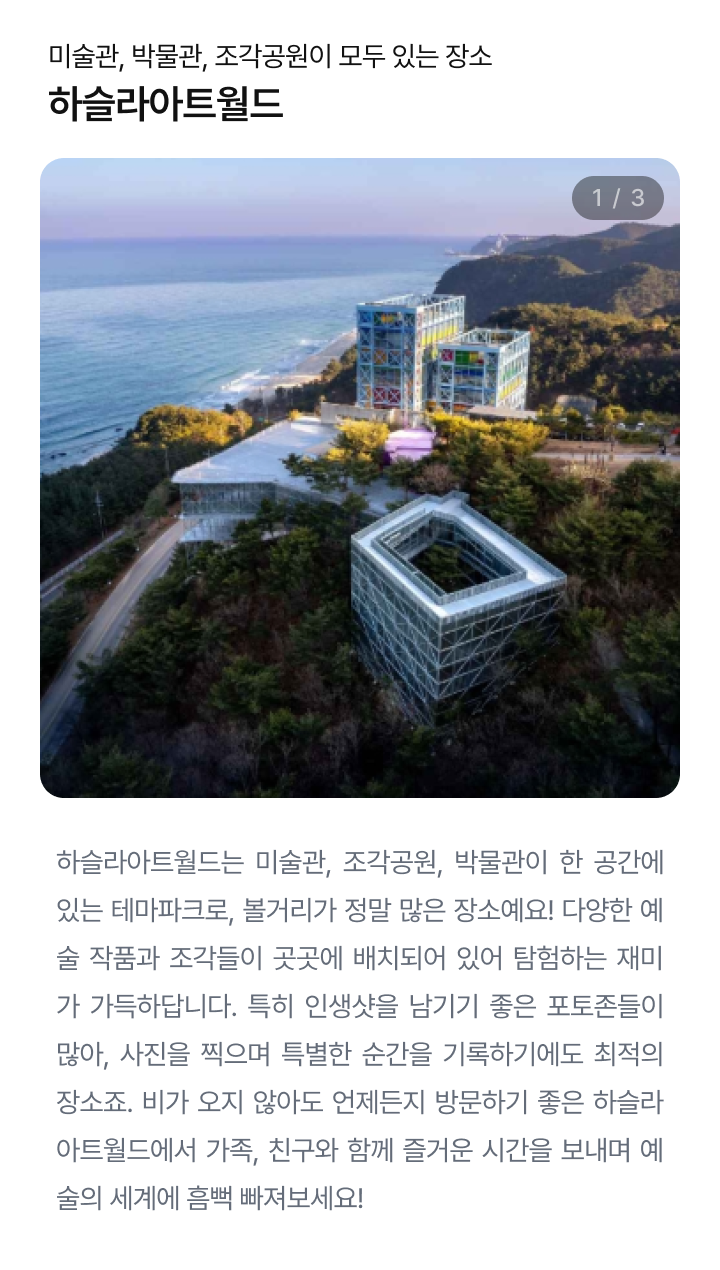 미술관, 박물관, 조각공원이 모두 있는 장소
하슬라아트월드
1 / 3
하슬라아트월드는 미술관, 조각공원, 박물관이 한 공간에
있는 테마파크로, 볼거리가 정말 많은 장소예요! 다양한 예
술 작품과 조각들이 곳곳에 배치되어 있어 탐험하는 재미
가 가득하답니다. 특히 인생샷을 남기기 좋은 포토존들이
많아, 사진을 찍으며 특별한 순간을 기록하기에도 최적의
장소죠. 비가 오지 않아도 언제든지 방문하기 좋은 하슬라
아트월드에서 가족, 친구와 함께 즐거운 시간을 보내며 예
술의 세계에 흠뻑 빠져보세요!